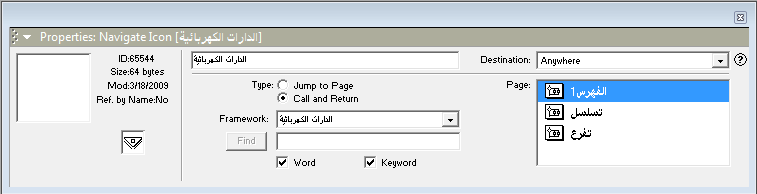 Properties: Navigate Icon [الدارات الكهربائية]
ID:65544
Size:64 bytes
Mod:3/18/2009
Ref. by Name:No
الدارات الكهربائية
Destination: Anywhere
Type: Jump to Page
Call and Return
Page:
الفهرس1
تسلسل
تفرع
Framework: الدارات الكهربائية
Find
Word Keyword